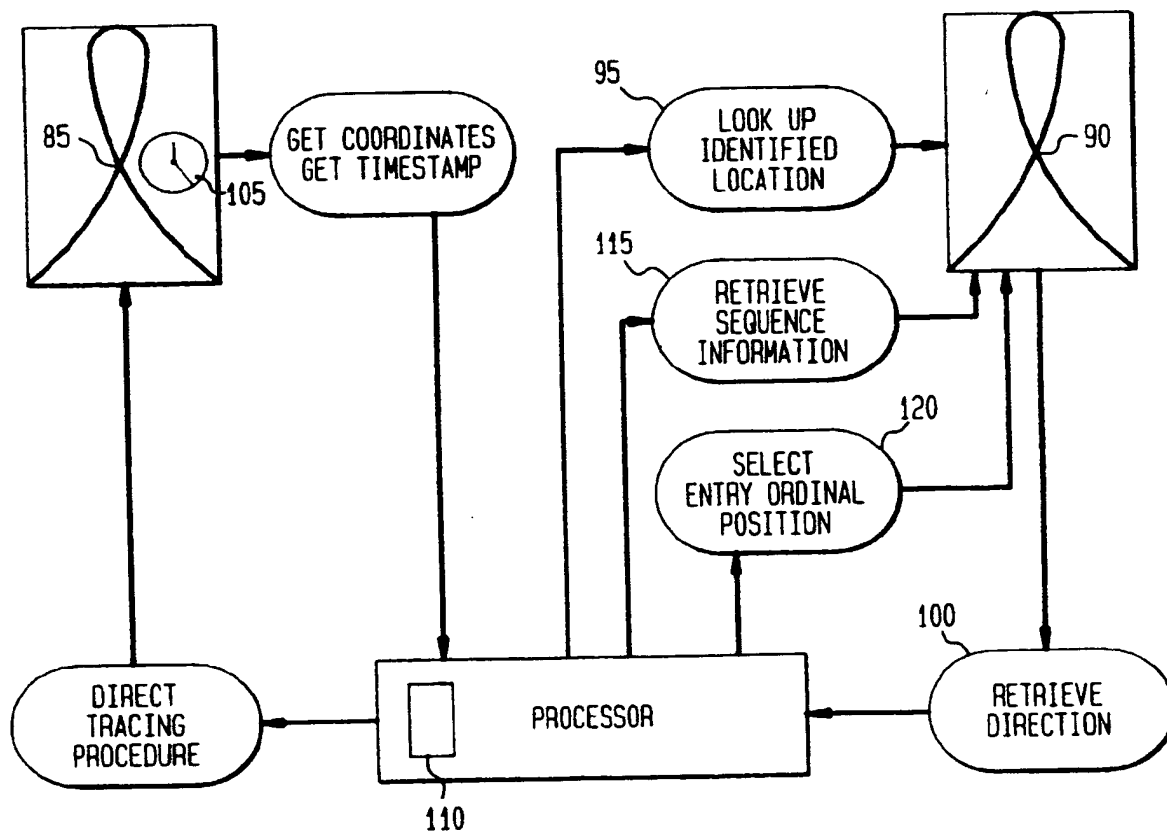 85
105
GET COORDINATES
GET TIMESTAMP
95
LOOK UP
IDENTIFIED
LOCATION
90
115
RETRIEVE
SEQUENCE
INFORMATION
120
SELECT
ENTRY ORDINAL
POSITION
DIRECT
TRACING
PROCEDURE
PROCESSOR
110
100
RETRIEVE
DIRECTION